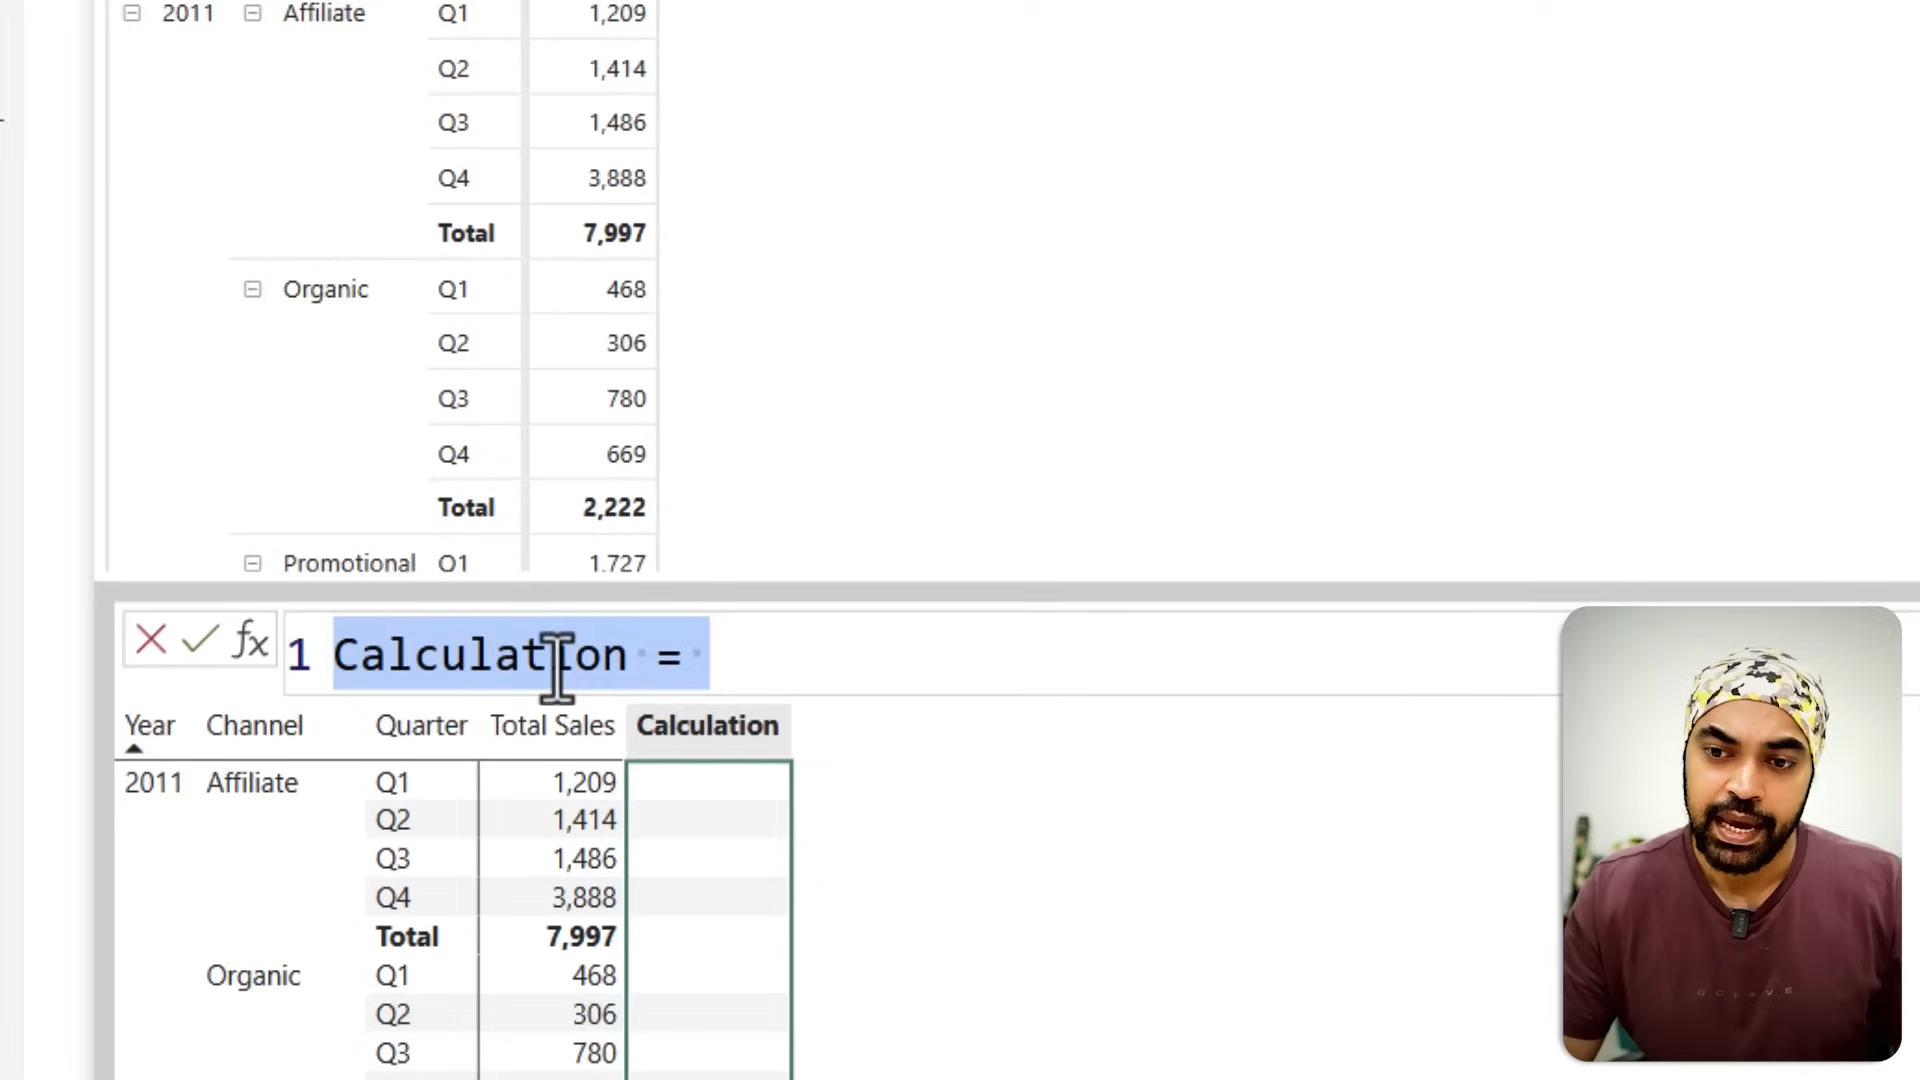 2011 Affiliate Q1 1,209
Q2 1,414
Q3 1,486
Q4 3,888
Total 7,997
Organic Q1 468
Q2 306
Q3 780
Q4 669
Total 2,222
Promotional Q1 1,727
fx 1 Calculation =
Year Channel Quarter Total Sales Calculation
2011 Affiliate Q1 1,209
Q2 1,414
Q3 1,486
Q4 3,888
Total 7,997
Organic Q1 468
Q2 306
Q3 780
OCTAVE